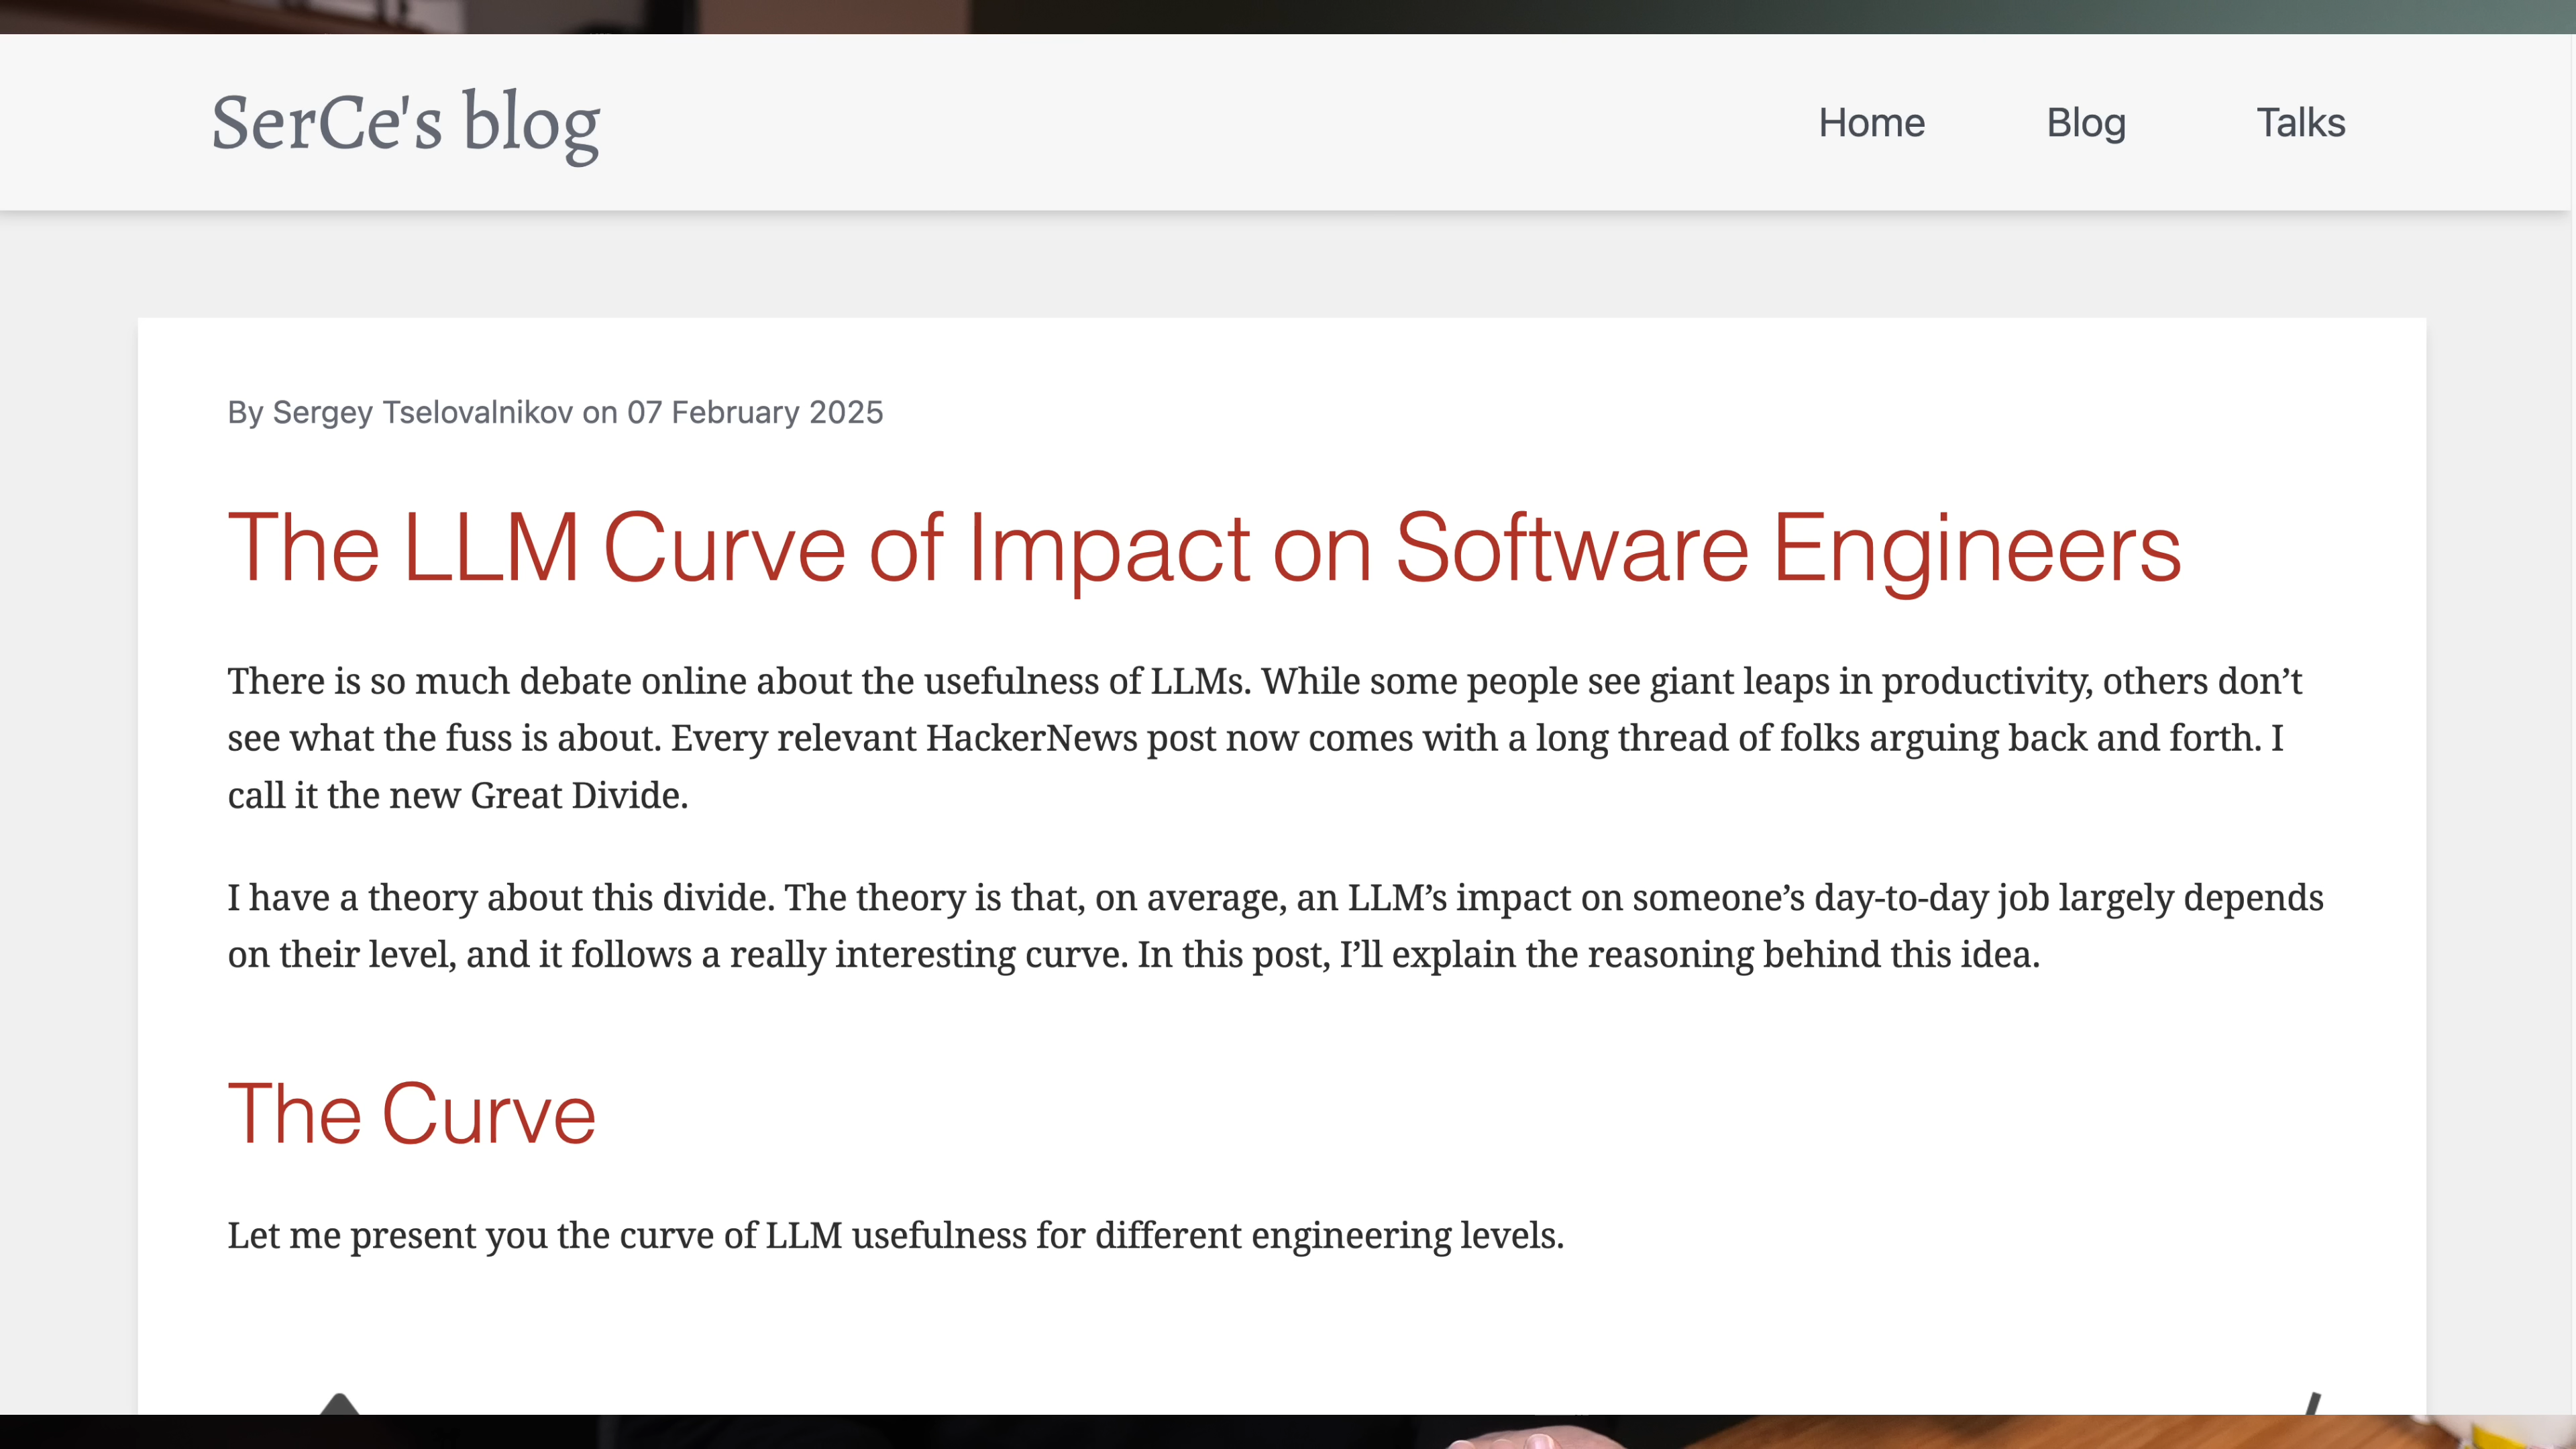 SerCe's blog
Home
Blog
Talks
By Sergey Tselovalnikov on 07 February 2025
The LLM Curve of Impact on Software Engineers
There is so much debate online about the usefulness of LLMs. While some people see giant leaps in productivity, others don’t
see what the fuss is about. Every relevant HackerNews post now comes with a long thread of folks arguing back and forth. I
call it the new Great Divide.
I have a theory about this divide. The theory is that, on average, an LLM’s impact on someone’s day-to-day job largely depends
on their level, and it follows a really interesting curve. In this post, I’ll explain the reasoning behind this idea.
The Curve
Let me present you the curve of LLM usefulness for different engineering levels.